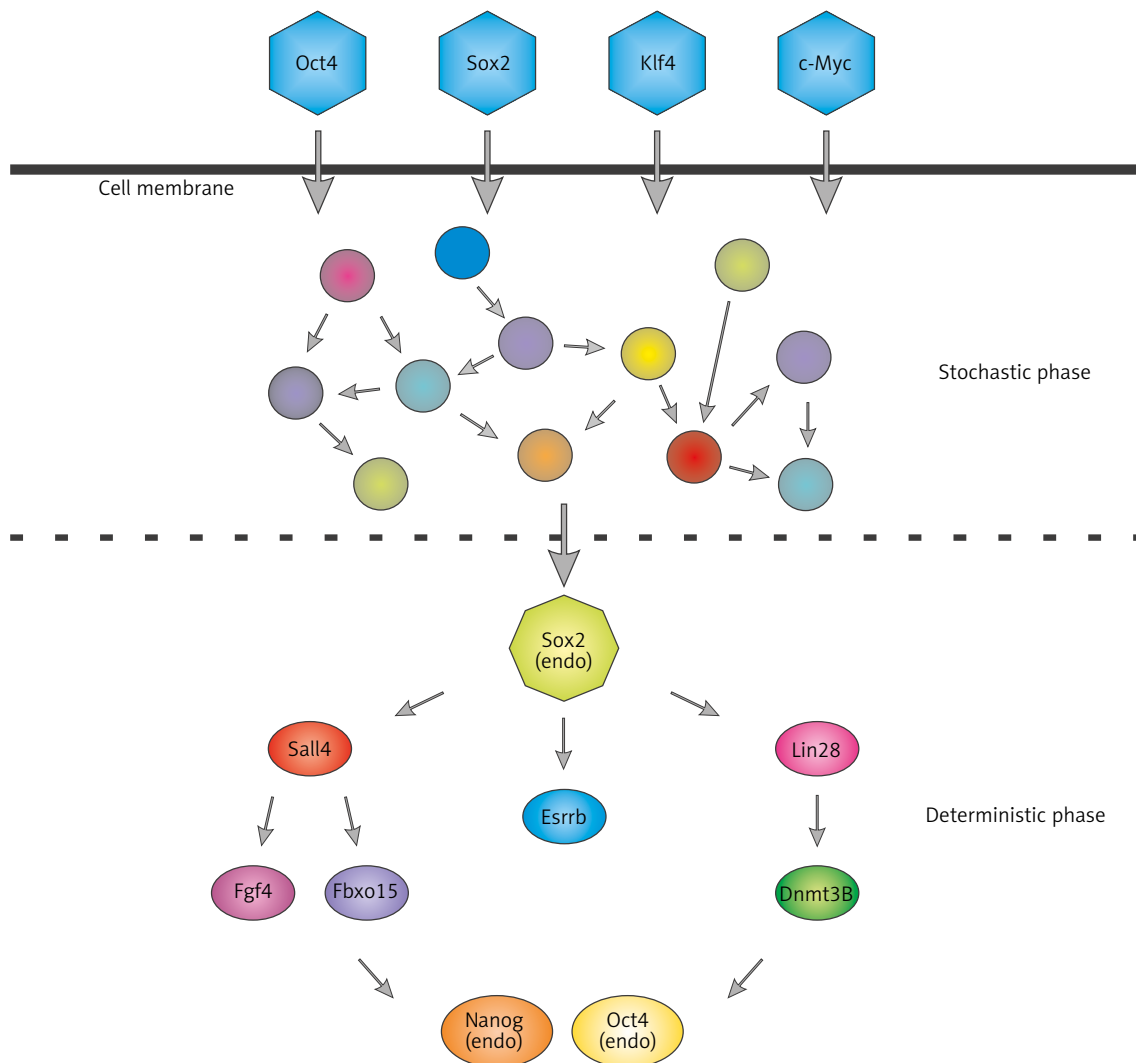 Oct4
Sox2
Klf4
c-Myc
Cell membrane
Stochastic phase
Sox2
(endo)
Sall4
Lin28
Esrrb
Deterministic phase
Fgf4
Fbxo15
Dnmt3B
Nanog
(endo)
Oct4
(endo)